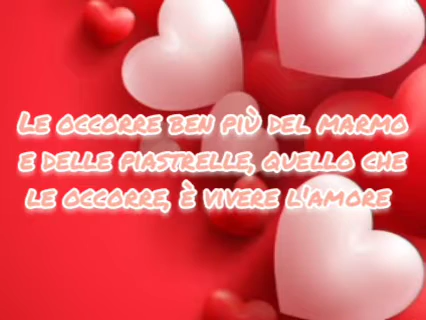 Le occorre ben più del marmo
e delle piastrelle, quello che
le occorre, è vivere l'amore